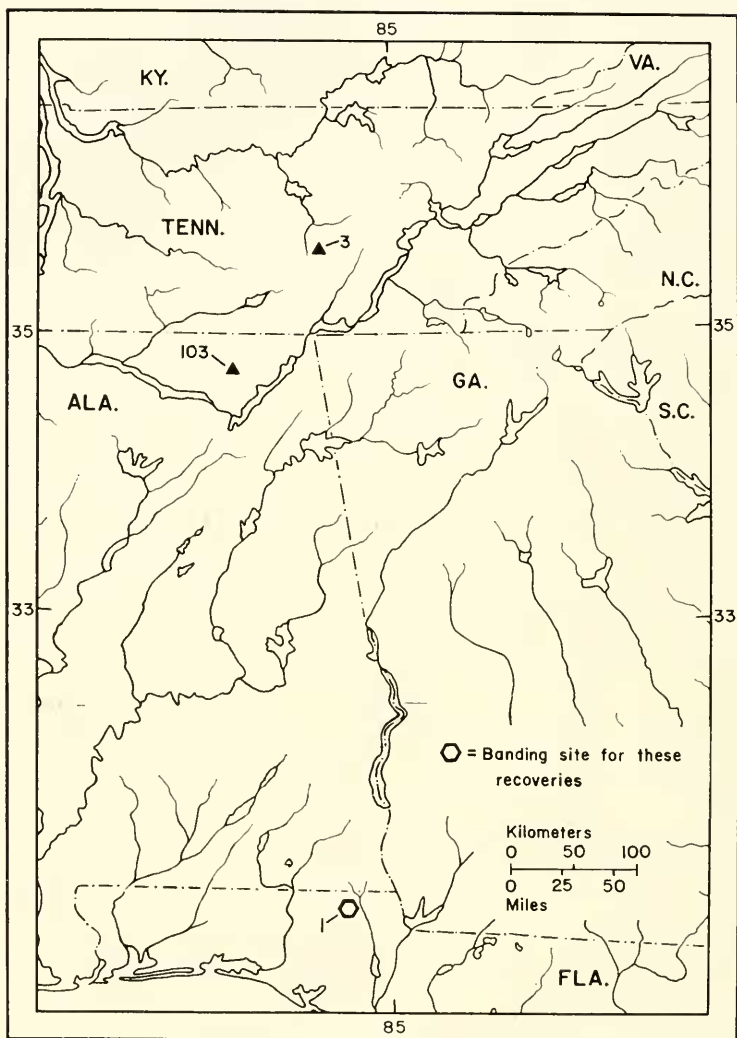 85
KY.
VA.
TENN.
3
N.C.
35
35
103
GA.
ALA.
S.C.
33
33
= Banding site for these
recoveries
Kilometers
0 50 100
0 25 50
Miles
1
FLA.
85